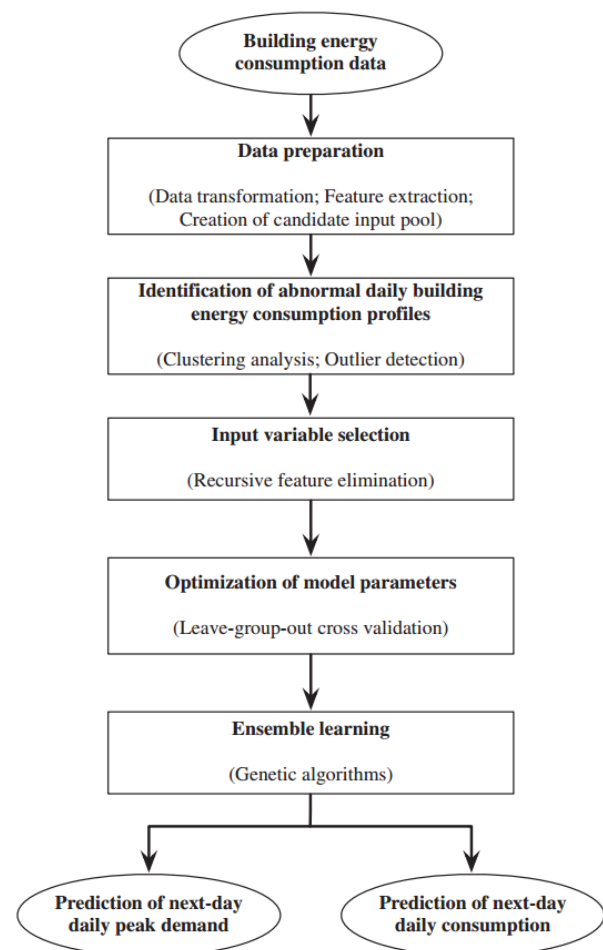 Building energy
consumption data
Data preparation
(Data transformation; Feature extraction;
Creation of candidate input pool)
Identification of abnormal daily building
energy consumption profiles
(Clustering analysis; Outlier detection)
Input variable selection
(Recursive feature elimination)
Optimization of model parameters
(Leave-group-out cross validation)
Ensemble learning
(Genetic algorithms)
Prediction of next-day
daily peak demand
Prediction of next-day
daily consumption